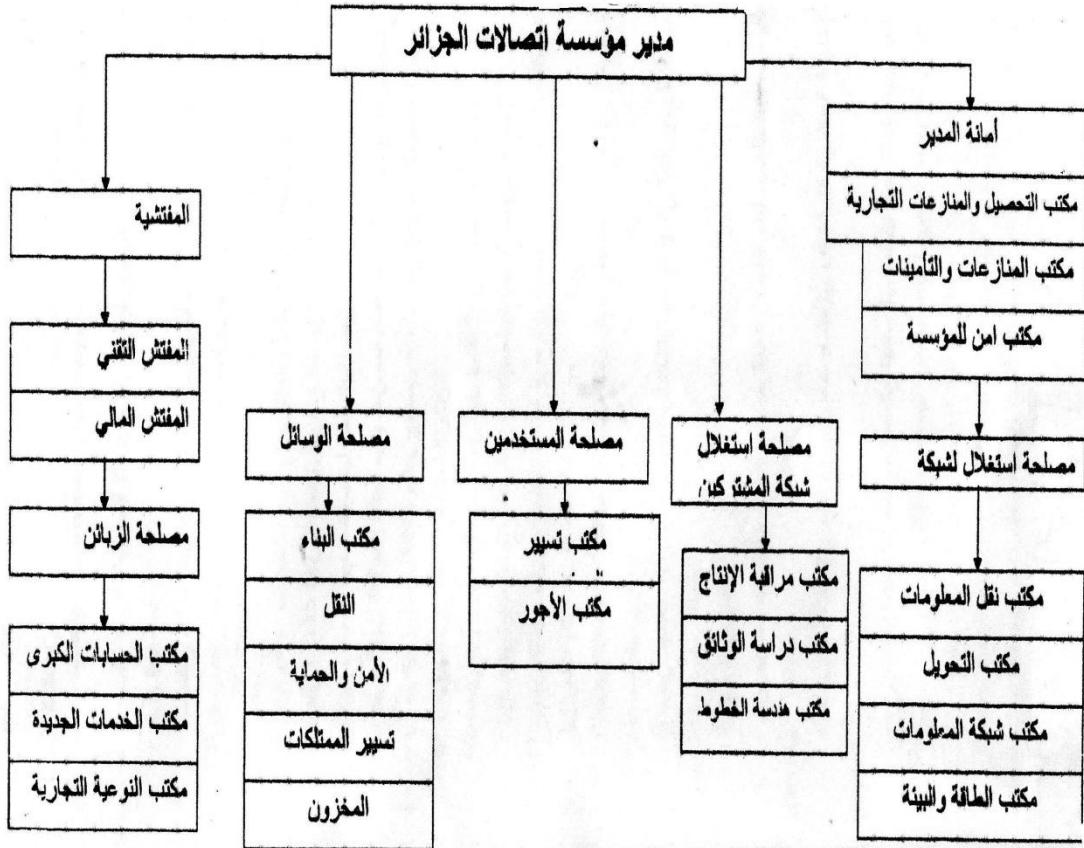 مدير مؤسسة اتصالات الجزائر
أمانة المدير
مكتب التحصيل والمنازعات التجارية
مكتب المنازعات والتأمينات
مكتب امن للمؤسسة
مصلحة استغلال لشبكة
مكتب نقل المعلومات
مكتب التحويل
مكتب شبكة المعلومات
مكتب الطاقة والبيئة
مصلحة استغلال
شبكة المشتركين
مكتب مراقبة الإنتاج
مكتب دراسة الوثائق
مكتب هندسة الخطوط
مصلحة المستخدمين
مكتب تسيير
مكتب الأجور
مصلحة الوسائل
مكتب البناء
النقل
الأمن والحماية
تسيير الممتلكات
المخزون
المفتشية
المفتش التقني
المفتش المالي
مصلحة الزبائن
مكتب الحسابات الكبرى
مكتب الخدمات الجديدة
مكتب النوعية التجارية